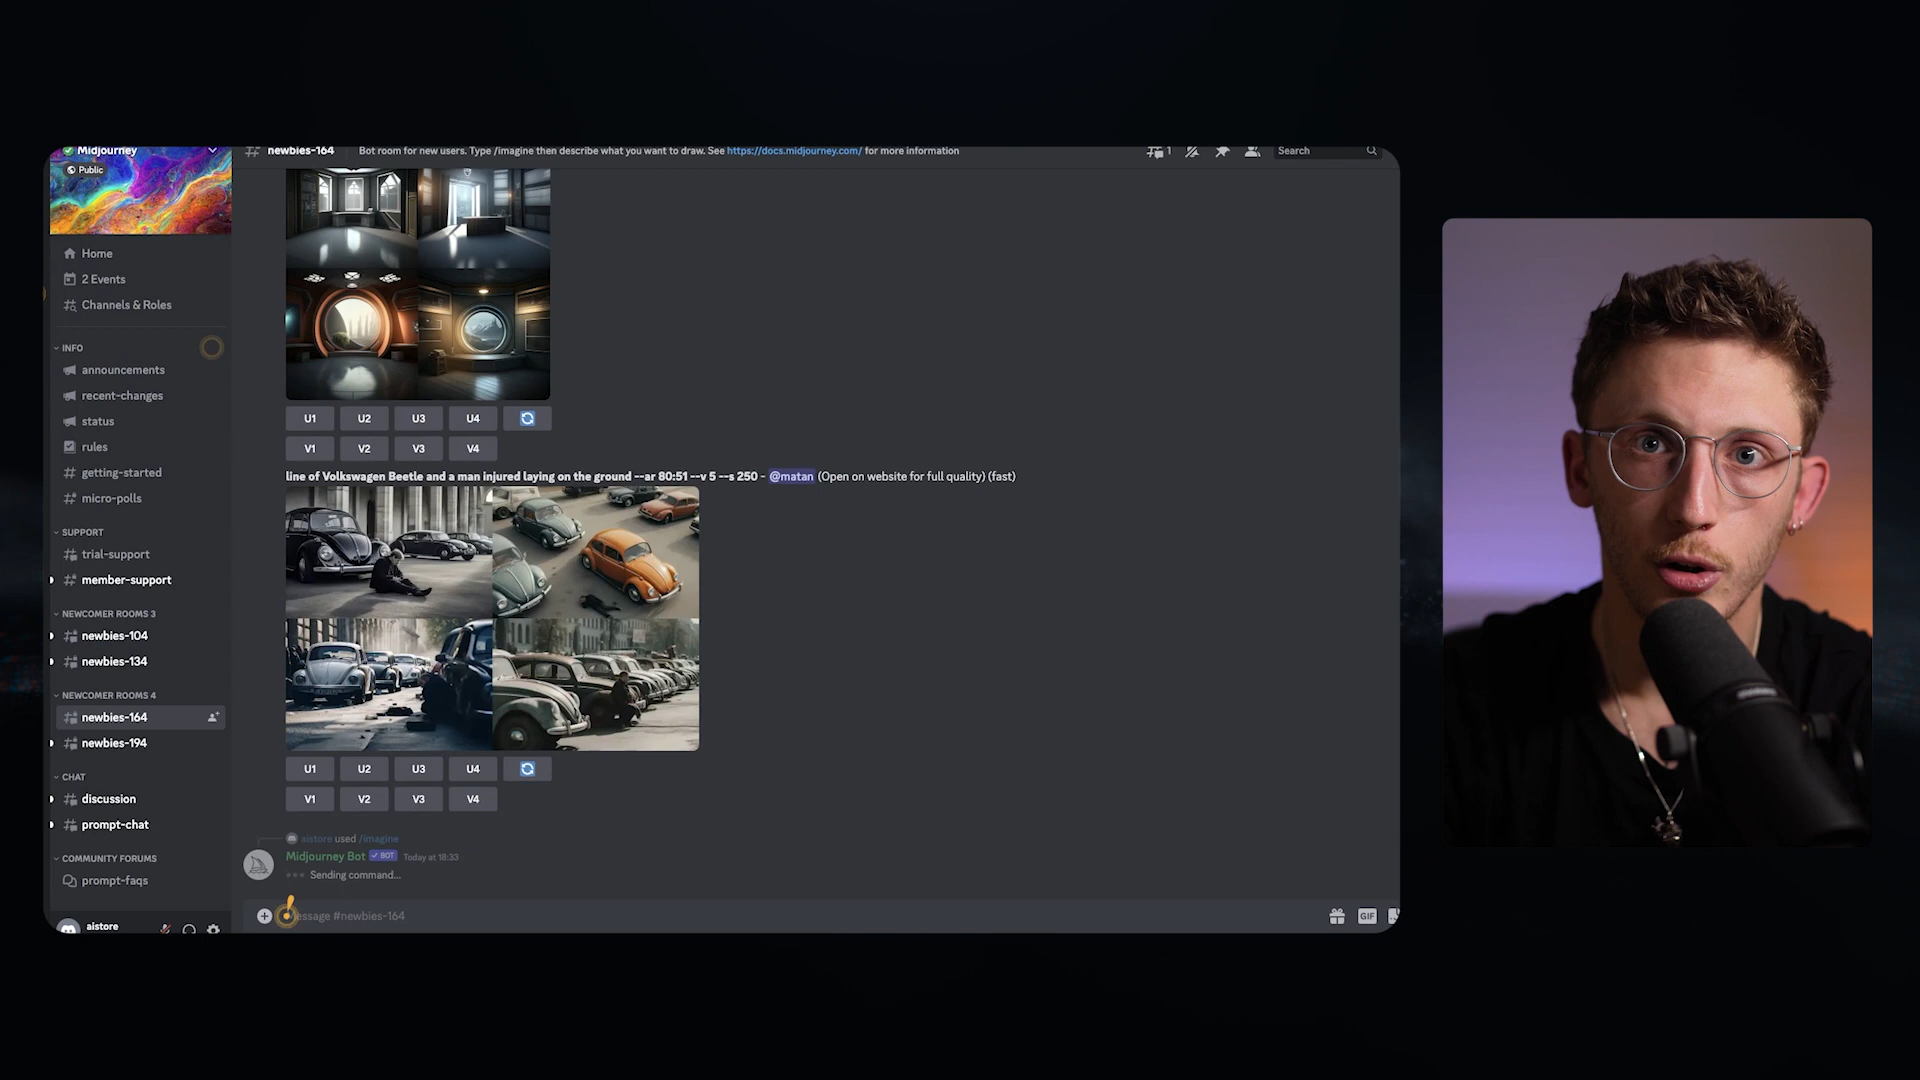 Midjourney
Public
Home
2 Events
Channels & Roles
INFO
announcements
recent-changes
status
rules
getting-started
micro-polls
SUPPORT
trial-support
member-support
NEWCOMER ROOMS 3
newbies-104
newbies-134
NEWCOMER ROOMS 4
newbies-164
newbies-194
CHAT
discussion
prompt-chat
COMMUNITY FORUMS
prompt-faqs
aistore
newbies-164 Bot room for new users. Type /imagine then describe what you want to draw. See https://docs.midjourney.com/ for more information
1 Search
U1 U2 U3 U4
V1 V2 V3 V4
line of Volkswagen Beetle and a man injured laying on the ground --ar 80:51 --v 5 --s 250 - @matan (Open on website for full quality) (fast)
U1 U2 U3 U4
V1 V2 V3 V4
aistore used /imagine
Midjourney Bot BOT Today at 18:33
Sending command...
Message #newbies-164
GIF